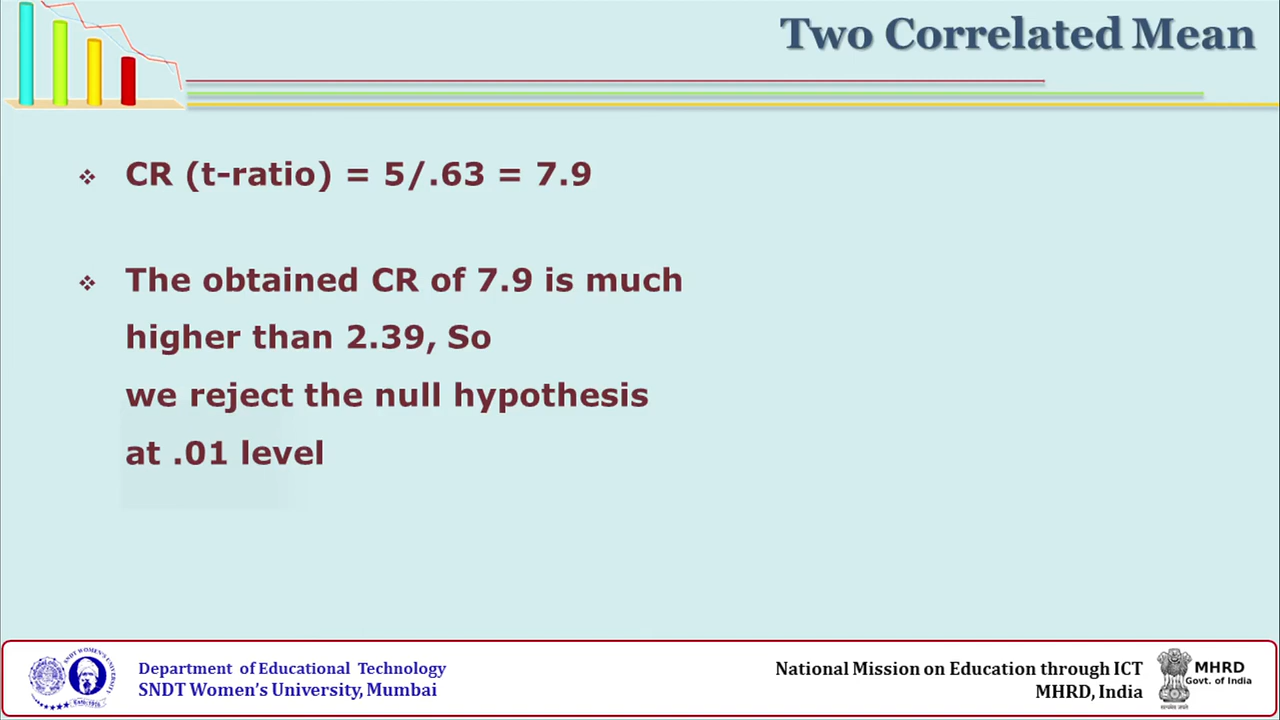 Two Correlated Mean
CR (t-ratio) = 5/.63 = 7.9
The obtained CR of 7.9 is much
higher than 2.39, So
we reject the null hypothesis
at .01 level
Department of Educational Technology
SNDT Women's University, Mumbai
National Mission on Education through ICT
MHRD, India
MHRD
Govt. of India